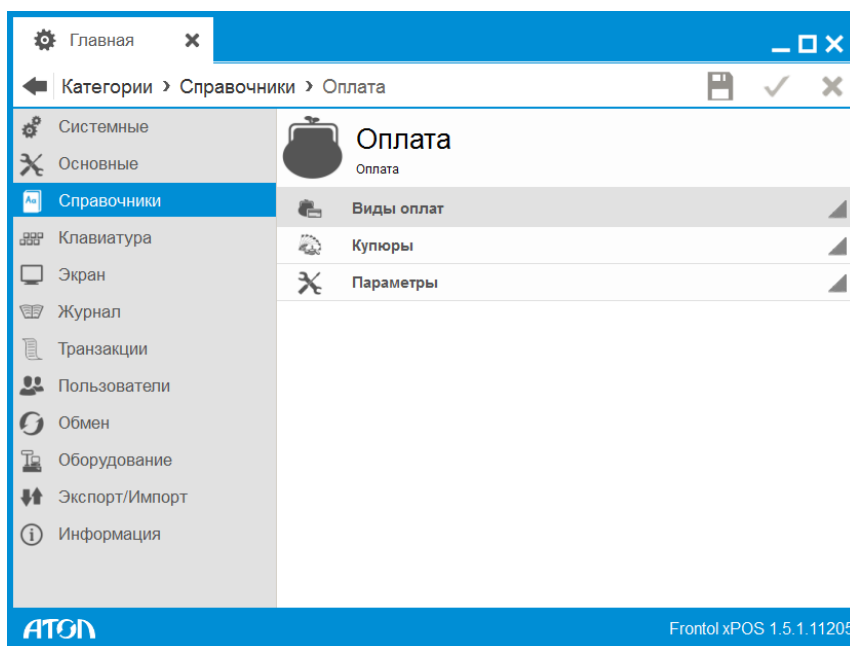 Главная
Категории > Справочники > Оплата
Системные
Основные
Справочники
Клавиатура
Экран
Журнал
Транзакции
Пользователи
Обмен
Оборудование
Экспорт/Импорт
Информация
Оплата
Оплата
Виды оплат
Купюры
Параметры
ATOL
Frontol xPOS 1.5.1.11205